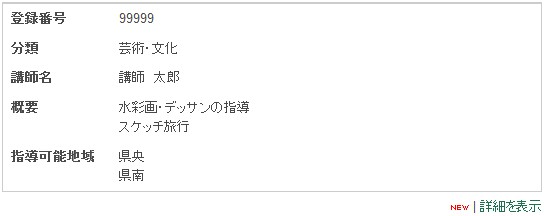 登録番号 99999
分類 芸術・文化
講師名 講師 太郎
概要 水彩画・デッサンの指導
スケッチ旅行
指導可能地域 県央
県南
NEW | 詳細を表示